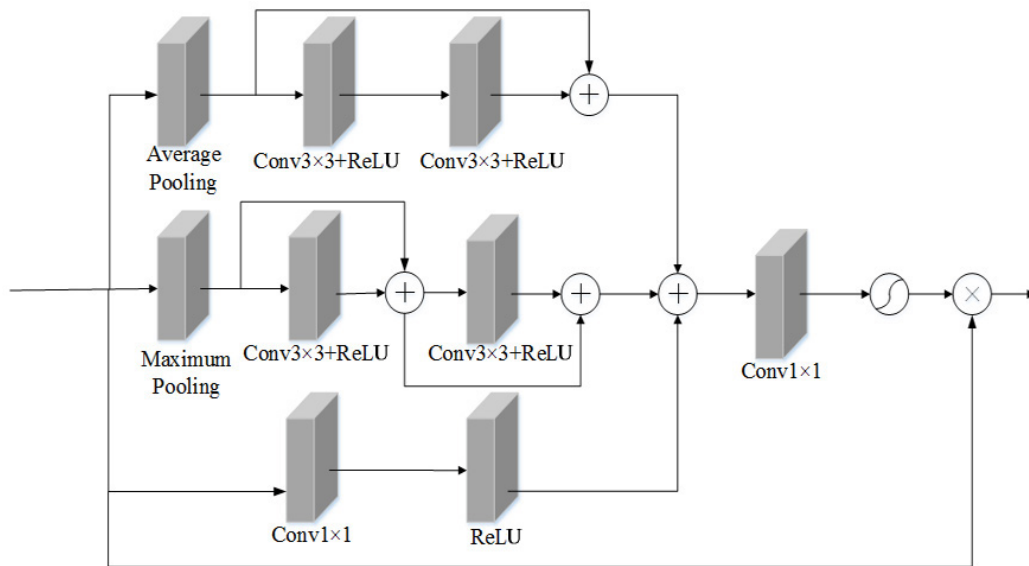 Average
Pooling
Conv3×3+ReLU
Conv3×3+ReLU
Maximum
Pooling
Conv3×3+ReLU
Conv3×3+ReLU
Conv1×1
Conv1×1
ReLU